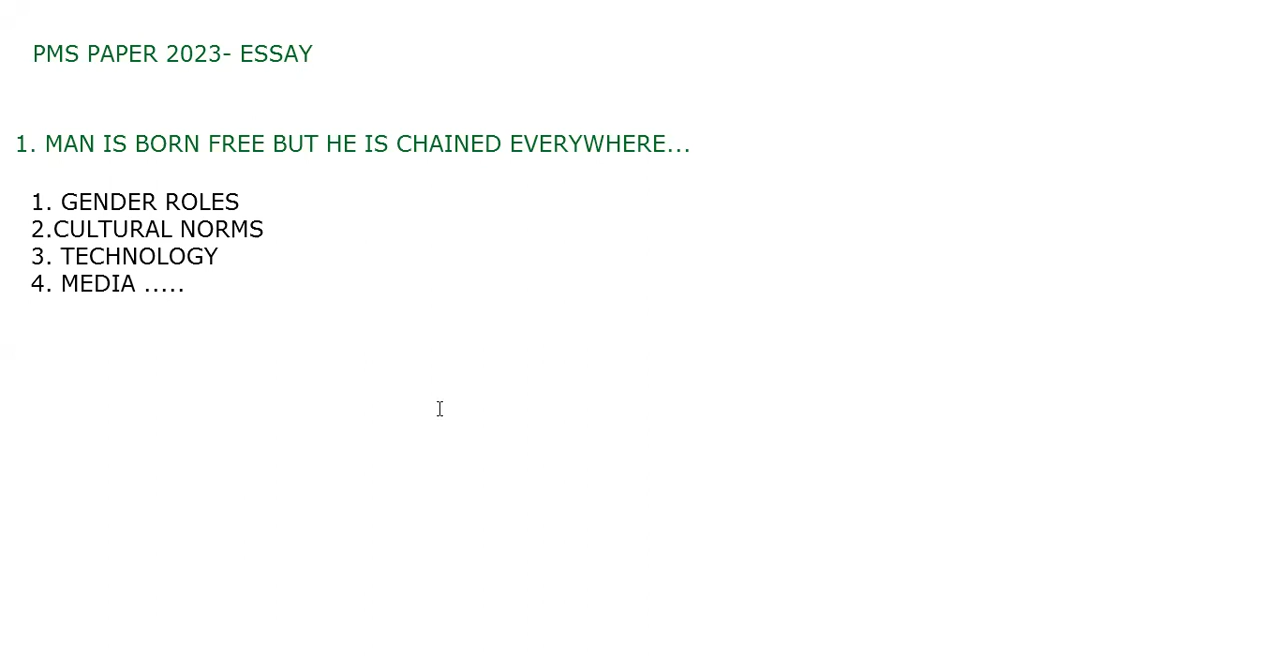 PMS PAPER 2023- ESSAY
1. MAN IS BORN FREE BUT HE IS CHAINED EVERYWHERE...
1. GENDER ROLES
2.CULTURAL NORMS
3. TECHNOLOGY
4. MEDIA .....